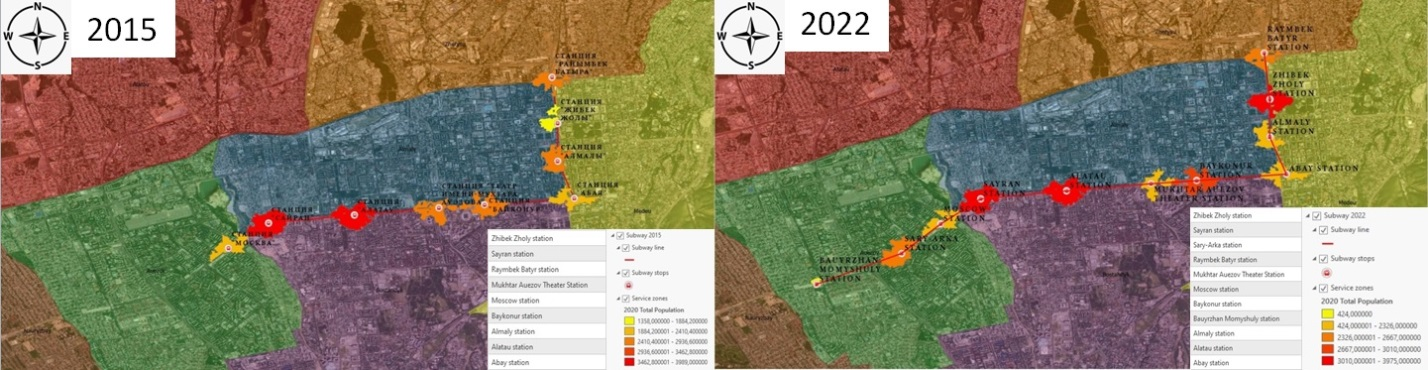 N
W
E
S
2015
СТАНЦИЯ
"РАЙЫМБЕК
БАТЫРА"
СТАНЦИЯ
"ЖИБЕК
ЖОЛЫ"
СТАНЦИЯ
"АЛМАЛЫ"
СТАНЦИЯ
СТАНЦИЯ "ТЕАТР
ИМЕНИ МУХТАРА
СТАНЦИЯ
"БАЙКОНУР"
СТАНЦИЯ
СТАНЦИЯ
СТАНЦИЯ
"МОСКВА"
Zhibek Zholy station
Sayran station
Raymbek Batyr station
Mukhtar Auezov Theater Station
Moscow station
Baykonur station
Almaly station
Alatau station
Abay station
Subway 2015
Subway line
Subway stops
Service zones
2020 Total Population
1358,000000 - 1884,200000
1884,200001 - 2410,400000
2410,400001 - 2936,600000
2936,600001 - 3462,800000
3462,800001 - 3989,000000
N
W
E
S
2022
RAYMBEK
BATYR
STATION
ZHIBEK
ZHOLY
STATION
ALMALY
STATION
ABAY STATION
BAYKONUR
STATION
MUKHTAR AUEZOV
THEATER STATION
ALATAU
STATION
SAYRAN
STATION
MOSCOW
STATION
SARY-ARKA
STATION
BAUYRZHAN
MOMYSHULY
STATION
Zhibek Zholy station
Sayran station
Sary-Arka station
Raymbek Batyr station
Mukhtar Auezov Theater Station
Moscow station
Baykonur station
Bauyrzhan Momyshuly station
Almaly station
Alatau station
Abay station
Subway 2022
Subway line
Subway stops
Service zones
2020 Total Population
424,000000
424,000001 - 2326,000000
2326,000001 - 2667,000000
2667,000001 - 3010,000000
3010,000001 - 3975,000000